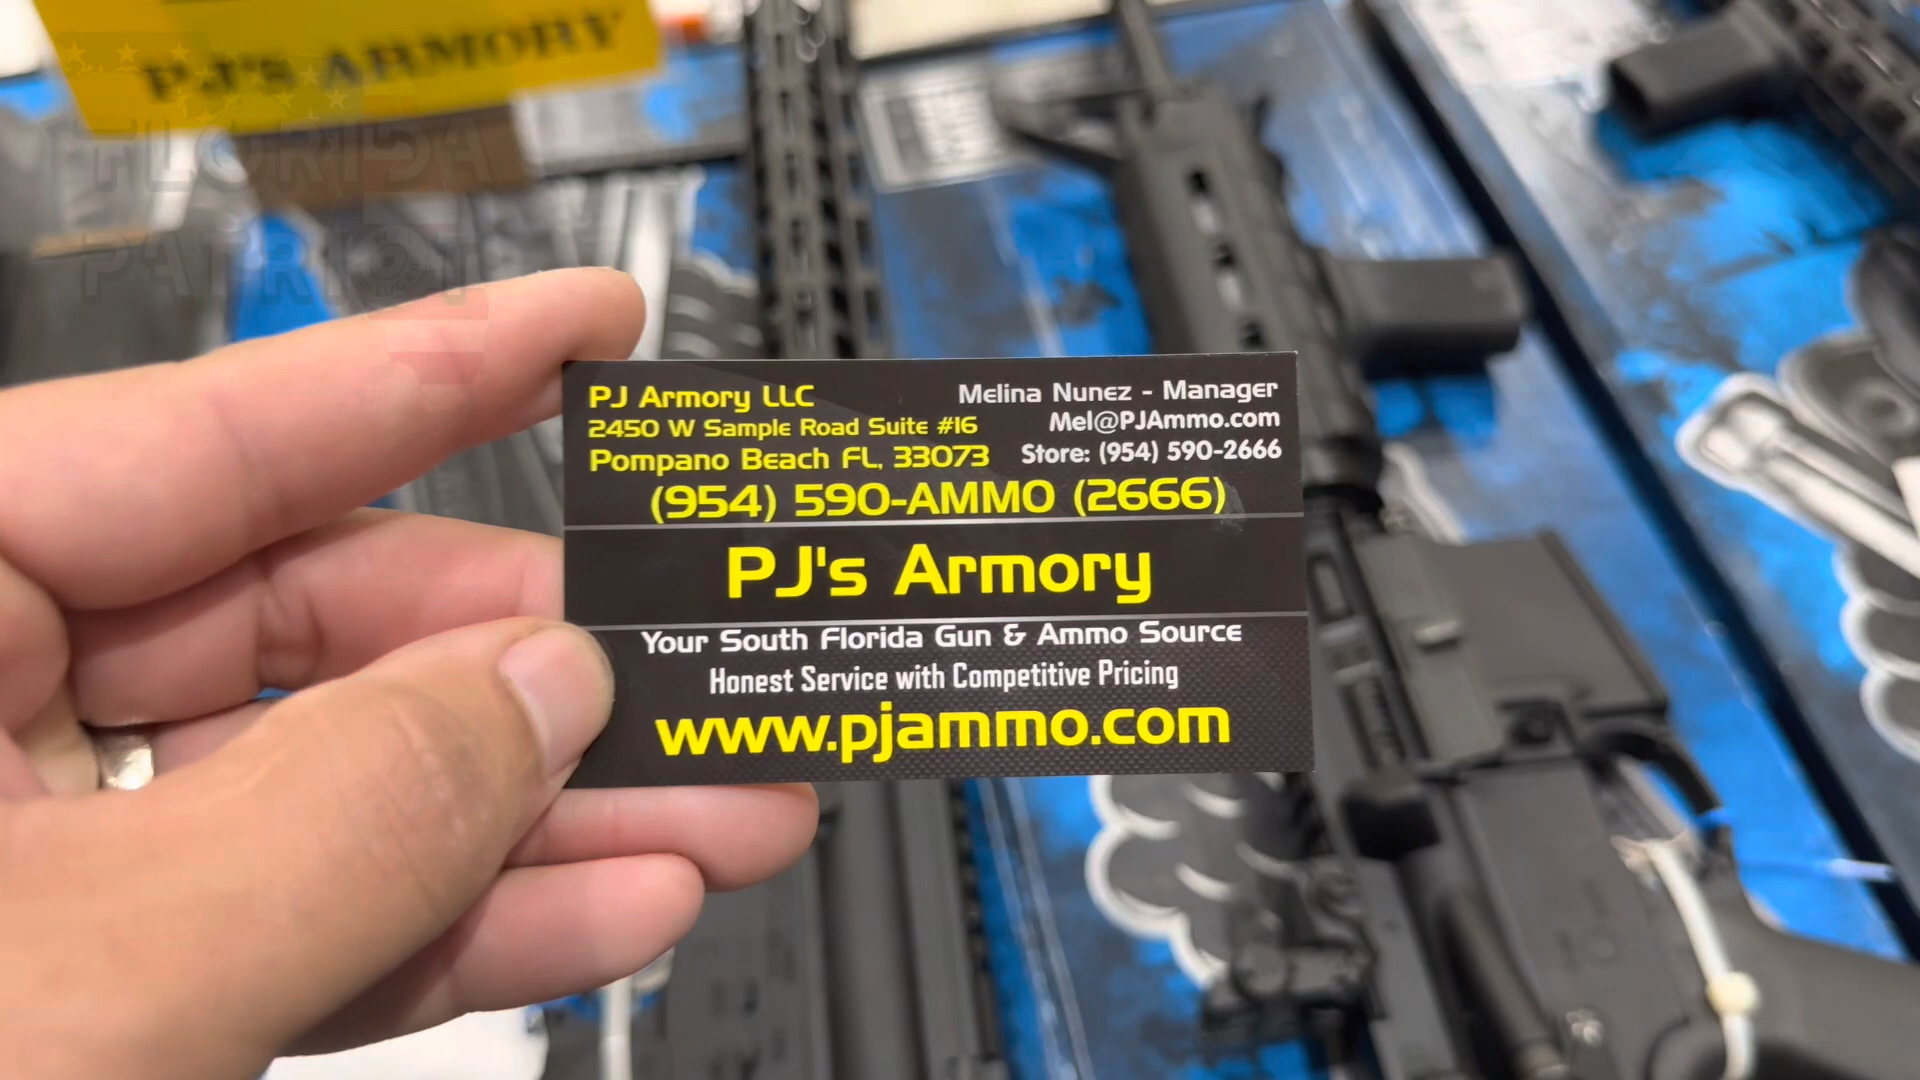 PJ'S ARMORY
FLORIDA
PATRIOT
PJ Armory LLC
2450 W Sample Road Suite #16
Pompano Beach FL, 33073
Melina Nunez - Manager
Mel@PJAmmo.com
Store: (954) 590-2666
(954) 590-AMMO (2666)
PJ's Armory
Your South Florida Gun & Ammo Source
Honest Service with Competitive Pricing
www.pjammo.com